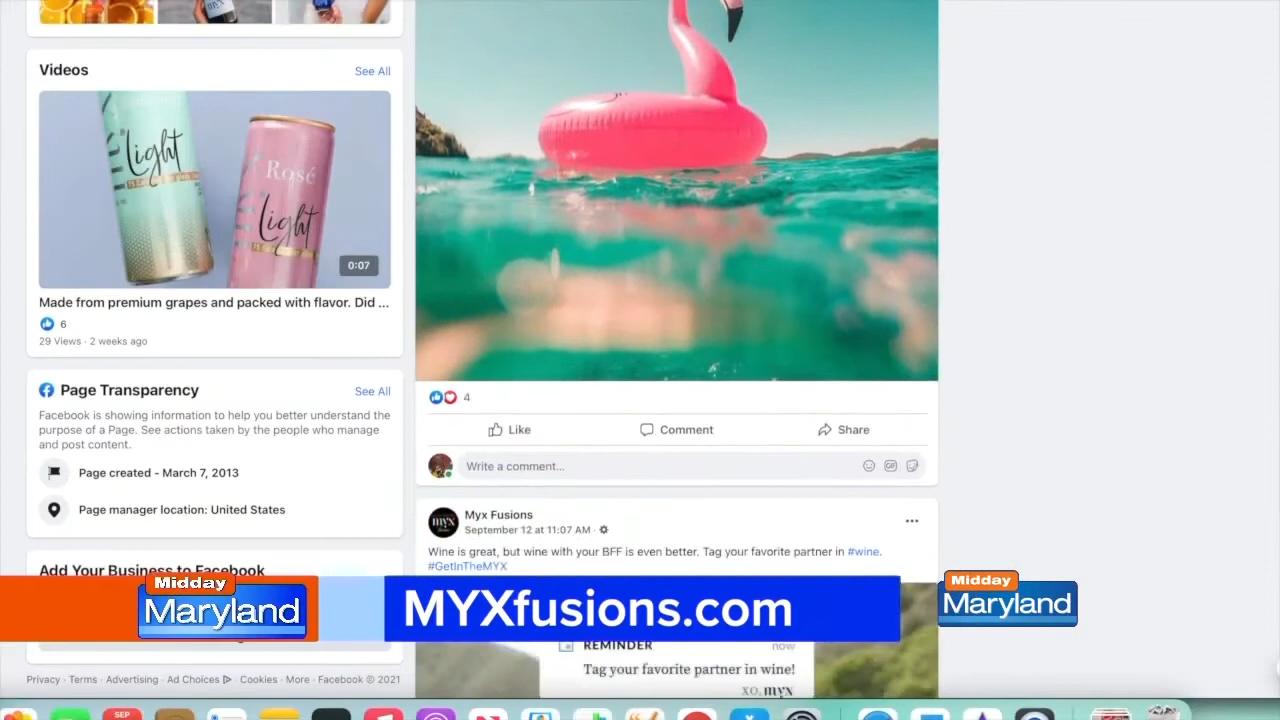 myx
Videos
See All
Light
Rosé
Light
0:07
Made from premium grapes and packed with flavor. Did ...
6
29 Views · 2 weeks ago
Page Transparency
See All
Facebook is showing information to help you better understand the
purpose of a Page. See actions taken by the people who manage
and post content.
Page created - March 7, 2013
Page manager location: United States
Add Your Business to Facebook
Privacy · Terms · Advertising · Ad Choices
Cookies · More · Facebook © 2021
4
Like
Comment
Share
Write a comment...
GIF
myx
Myx Fusions
September 12 at 11:07 AM ·
Wine is great, but wine with your BFF is even better. Tag your favorite partner in #wine.
#GetInTheMYX
REMINDER
now
Tag your favorite partner in wine!
xo, myx
Midday
Maryland
MYXfusions.com
Midday
Maryland
SEP